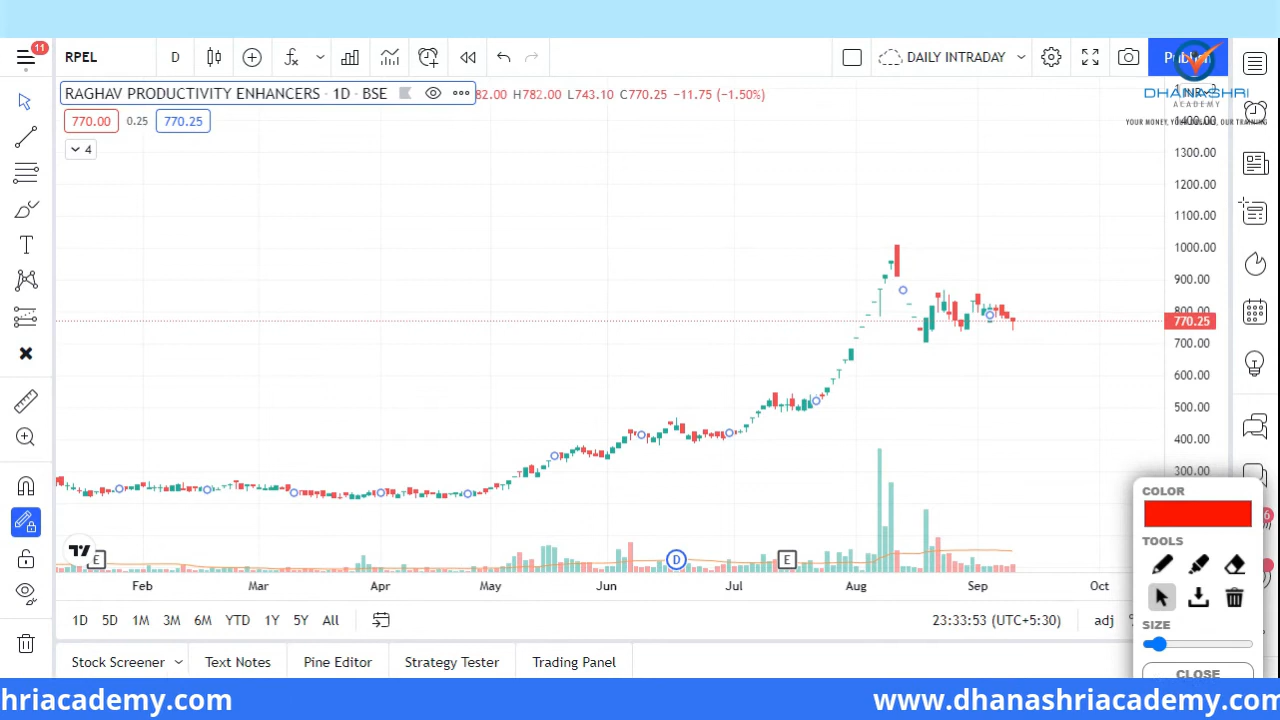 11
RPEL
D
DAILY INTRADAY
Publish
DHANASHRI
ACADEMY
YOUR MONEY, YOUR DREAMS, OUR TRAINING
RAGHAV PRODUCTIVITY ENHANCERS · 1D · BSE
82.00 H782.00 L743.10 C770.25 −11.75 (−1.50%)
INR
770.00 0.25 770.25
4
1400.00
1300.00
1200.00
1100.00
1000.00
900.00
800.00
770.25
700.00
600.00
500.00
400.00
300.00
E
D
E
Feb Mar Apr May Jun Jul Aug Sep Oct
1D 5D 1M 3M 6M YTD 1Y 5Y All
23:33:53 (UTC+5:30)
adj
Stock Screener
Text Notes
Pine Editor
Strategy Tester
Trading Panel
COLOR
TOOLS
SIZE
CLOSE
hriacademy.com
www.dhanashriacademy.com